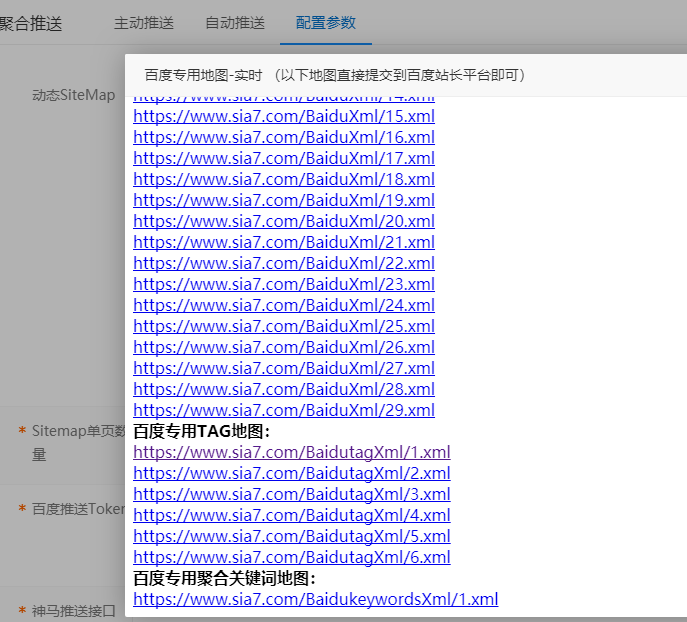 聚合推送 主动推送 自动推送 配置参数
百度专用地图-实时 （以下地图直接提交到百度站长平台即可）
动态SiteMap
https://www.sia7.com/BaiduXml/14.xml
https://www.sia7.com/BaiduXml/15.xml
https://www.sia7.com/BaiduXml/16.xml
https://www.sia7.com/BaiduXml/17.xml
https://www.sia7.com/BaiduXml/18.xml
https://www.sia7.com/BaiduXml/19.xml
https://www.sia7.com/BaiduXml/20.xml
https://www.sia7.com/BaiduXml/21.xml
https://www.sia7.com/BaiduXml/22.xml
https://www.sia7.com/BaiduXml/23.xml
https://www.sia7.com/BaiduXml/24.xml
https://www.sia7.com/BaiduXml/25.xml
https://www.sia7.com/BaiduXml/26.xml
https://www.sia7.com/BaiduXml/27.xml
https://www.sia7.com/BaiduXml/28.xml
https://www.sia7.com/BaiduXml/29.xml
百度专用TAG地图：
https://www.sia7.com/BaidutagXml/1.xml
https://www.sia7.com/BaidutagXml/2.xml
https://www.sia7.com/BaidutagXml/3.xml
https://www.sia7.com/BaidutagXml/4.xml
https://www.sia7.com/BaidutagXml/5.xml
https://www.sia7.com/BaidutagXml/6.xml
百度专用聚合关键词地图：
https://www.sia7.com/BaidukeywordsXml/1.xml
* Sitemap单页数
量
* 百度推送Token
* 神马推送接口